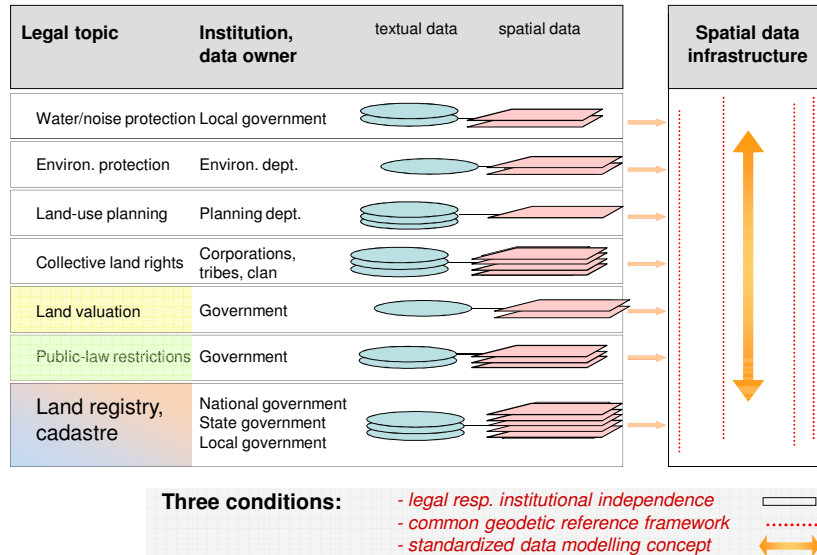 Legal topic
Institution,
data owner
textual data
spatial data
Spatial data
infrastructure
Water/noise protection
Local government
Environ. protection
Environ. dept.
Land-use planning
Planning dept.
Collective land rights
Corporations,
tribes, clan
Land valuation
Government
Public-law restrictions
Government
Land registry,
cadastre
National government
State government
Local government
Three conditions:
- legal resp. institutional independence
- common geodetic reference framework
- standardized data modelling concept